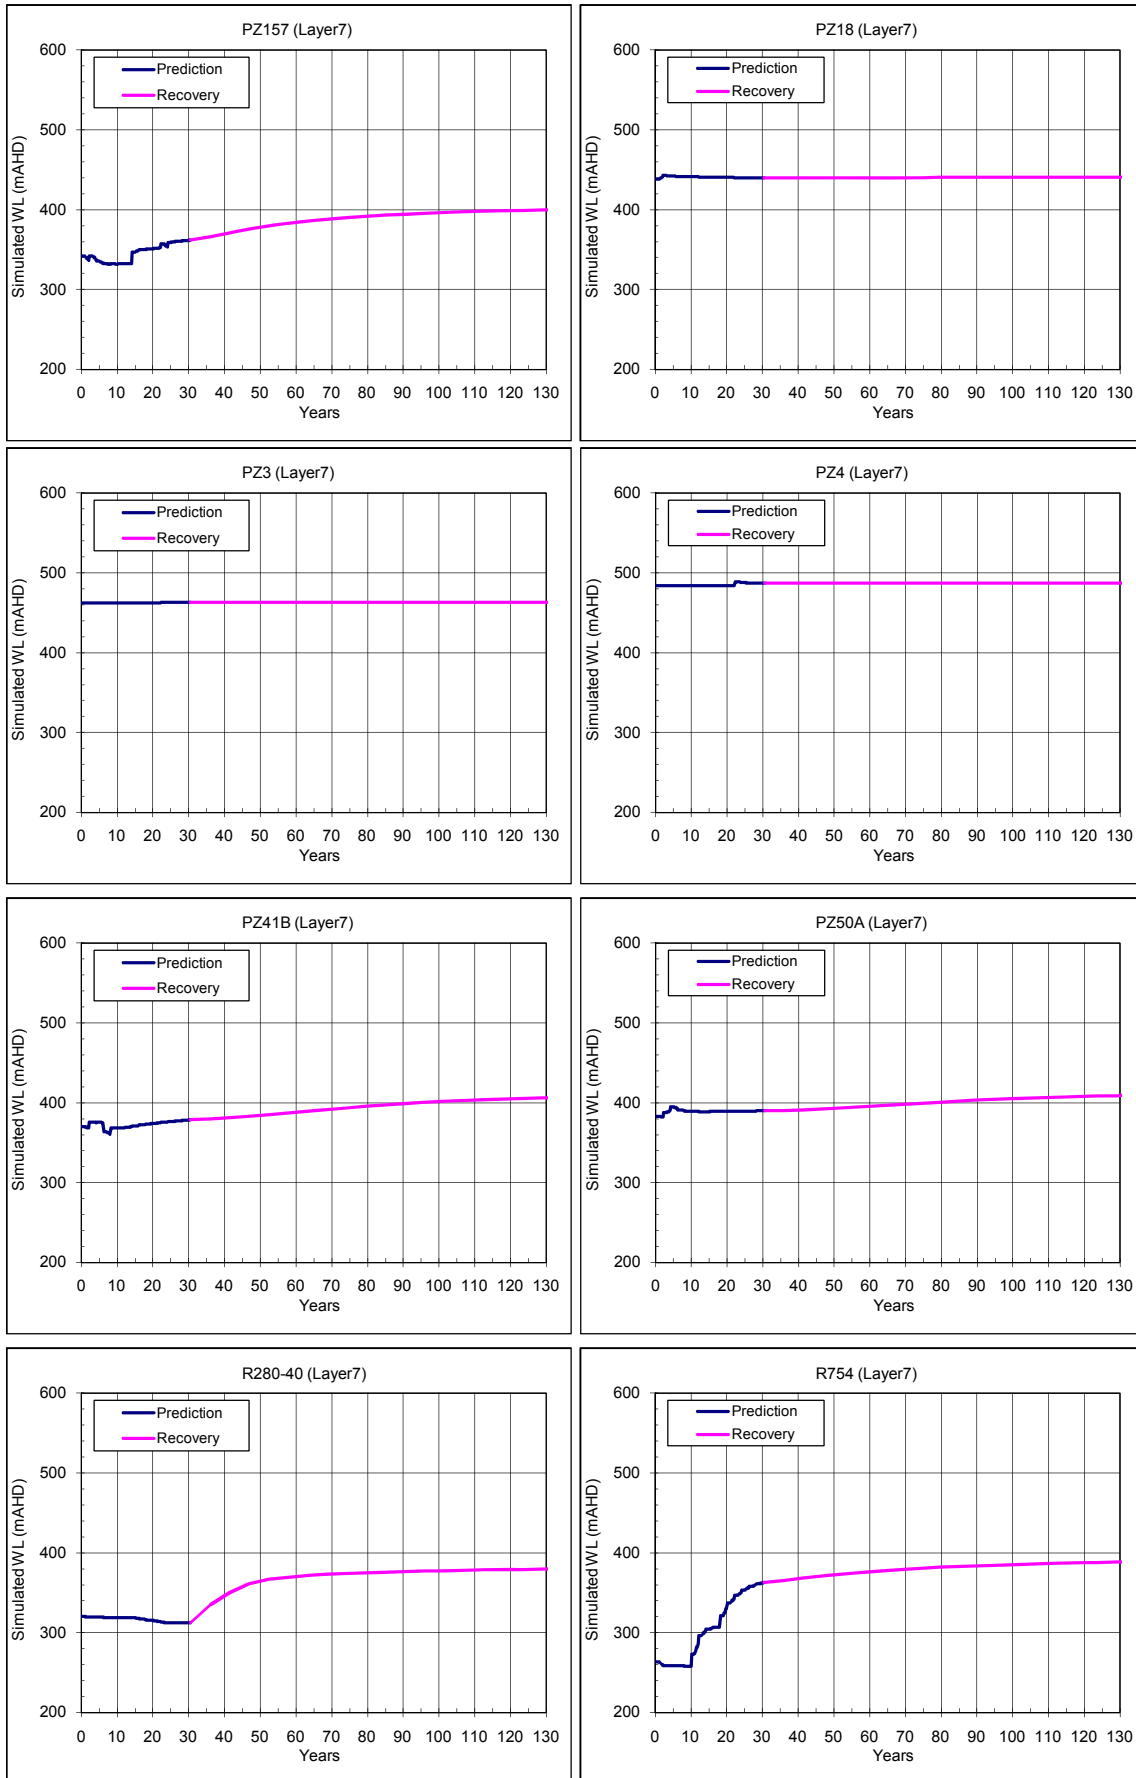 PZ157 (Layer7)
600
500
400
300
200
Simulated WL (mAHD)
Prediction
Recovery
0 10 20 30 40 50 60 70 80 90 100 110 120 130
Years
PZ18 (Layer7)
600
500
400
300
200
Simulated WL (mAHD)
Prediction
Recovery
0 10 20 30 40 50 60 70 80 90 100 110 120 130
Years
PZ3 (Layer7)
600
500
400
300
200
Simulated WL (mAHD)
Prediction
Recovery
0 10 20 30 40 50 60 70 80 90 100 110 120 130
Years
PZ4 (Layer7)
600
500
400
300
200
Simulated WL (mAHD)
Prediction
Recovery
0 10 20 30 40 50 60 70 80 90 100 110 120 130
Years
PZ41B (Layer7)
600
500
400
300
200
Simulated WL (mAHD)
Prediction
Recovery
0 10 20 30 40 50 60 70 80 90 100 110 120 130
Years
PZ50A (Layer7)
600
500
400
300
200
Simulated WL (mAHD)
Prediction
Recovery
0 10 20 30 40 50 60 70 80 90 100 110 120 130
Years
R280-40 (Layer7)
600
500
400
300
200
Simulated WL (mAHD)
Prediction
Recovery
0 10 20 30 40 50 60 70 80 90 100 110 120 130
Years
R754 (Layer7)
600
500
400
300
200
Simulated WL (mAHD)
Prediction
Recovery
0 10 20 30 40 50 60 70 80 90 100 110 120 130
Years